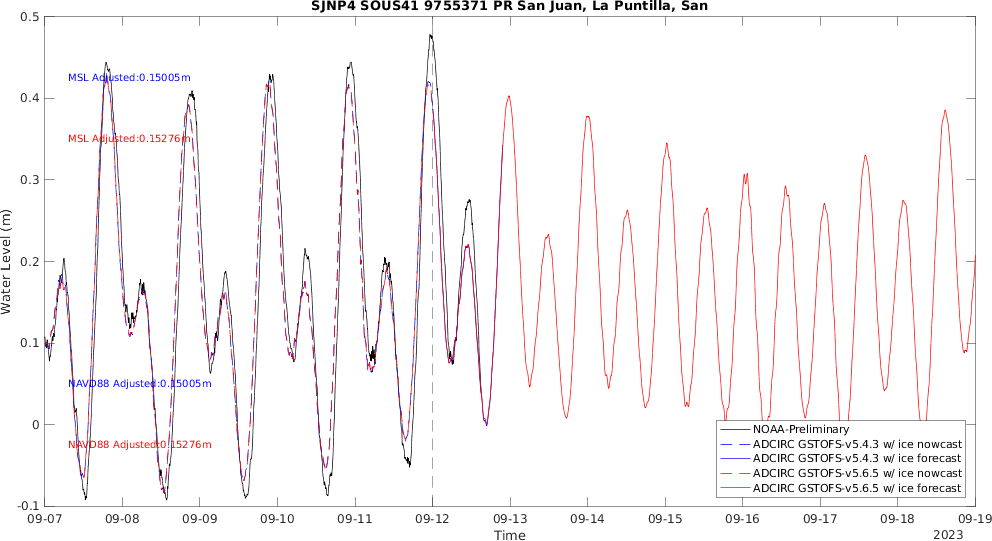 SJNP4 SOUS41 9755371 PR San Juan, La Puntilla, San
Water Level (m)
0.5
0.4
0.3
0.2
0.1
0
-0.1
MSL Adjusted:0.15005m
MSL Adjusted:0.15276m
NAVD88 Adjusted:0.15005m
NAVD88 Adjusted:0.15276m
NOAA-Preliminary
ADCIRC GSTOFS-v5.4.3 w/ ice nowcast
ADCIRC GSTOFS-v5.4.3 w/ ice forecast
ADCIRC GSTOFS-v5.6.5 w/ ice nowcast
ADCIRC GSTOFS-v5.6.5 w/ ice forecast
09-07 09-08 09-09 09-10 09-11 09-12 09-13 09-14 09-15 09-16 09-17 09-18 09-19
Time
2023